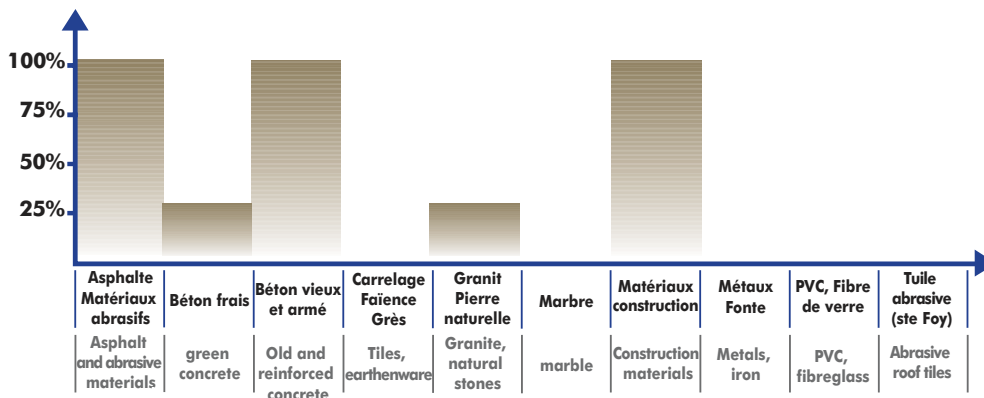 100%
75%
50%
25%
Asphalte
Matériaux
abrasifs
Béton frais
Béton vieux
et armé
Carrelage
Faïence
Grès
Granit
Pierre
naturelle
Marbre
Matériaux
construction
Métaux
Fonte
PVC, Fibre
de verre
Tuile
abrasive
(ste Foy)
Asphalt
and abrasive
materials
green
concrete
Old and
reinforced
concrete
Tiles,
earthenware
Granite,
natural
stones
marble
Construction
materials
Metals,
iron
PVC,
fibreglass
Abrasive
roof tiles